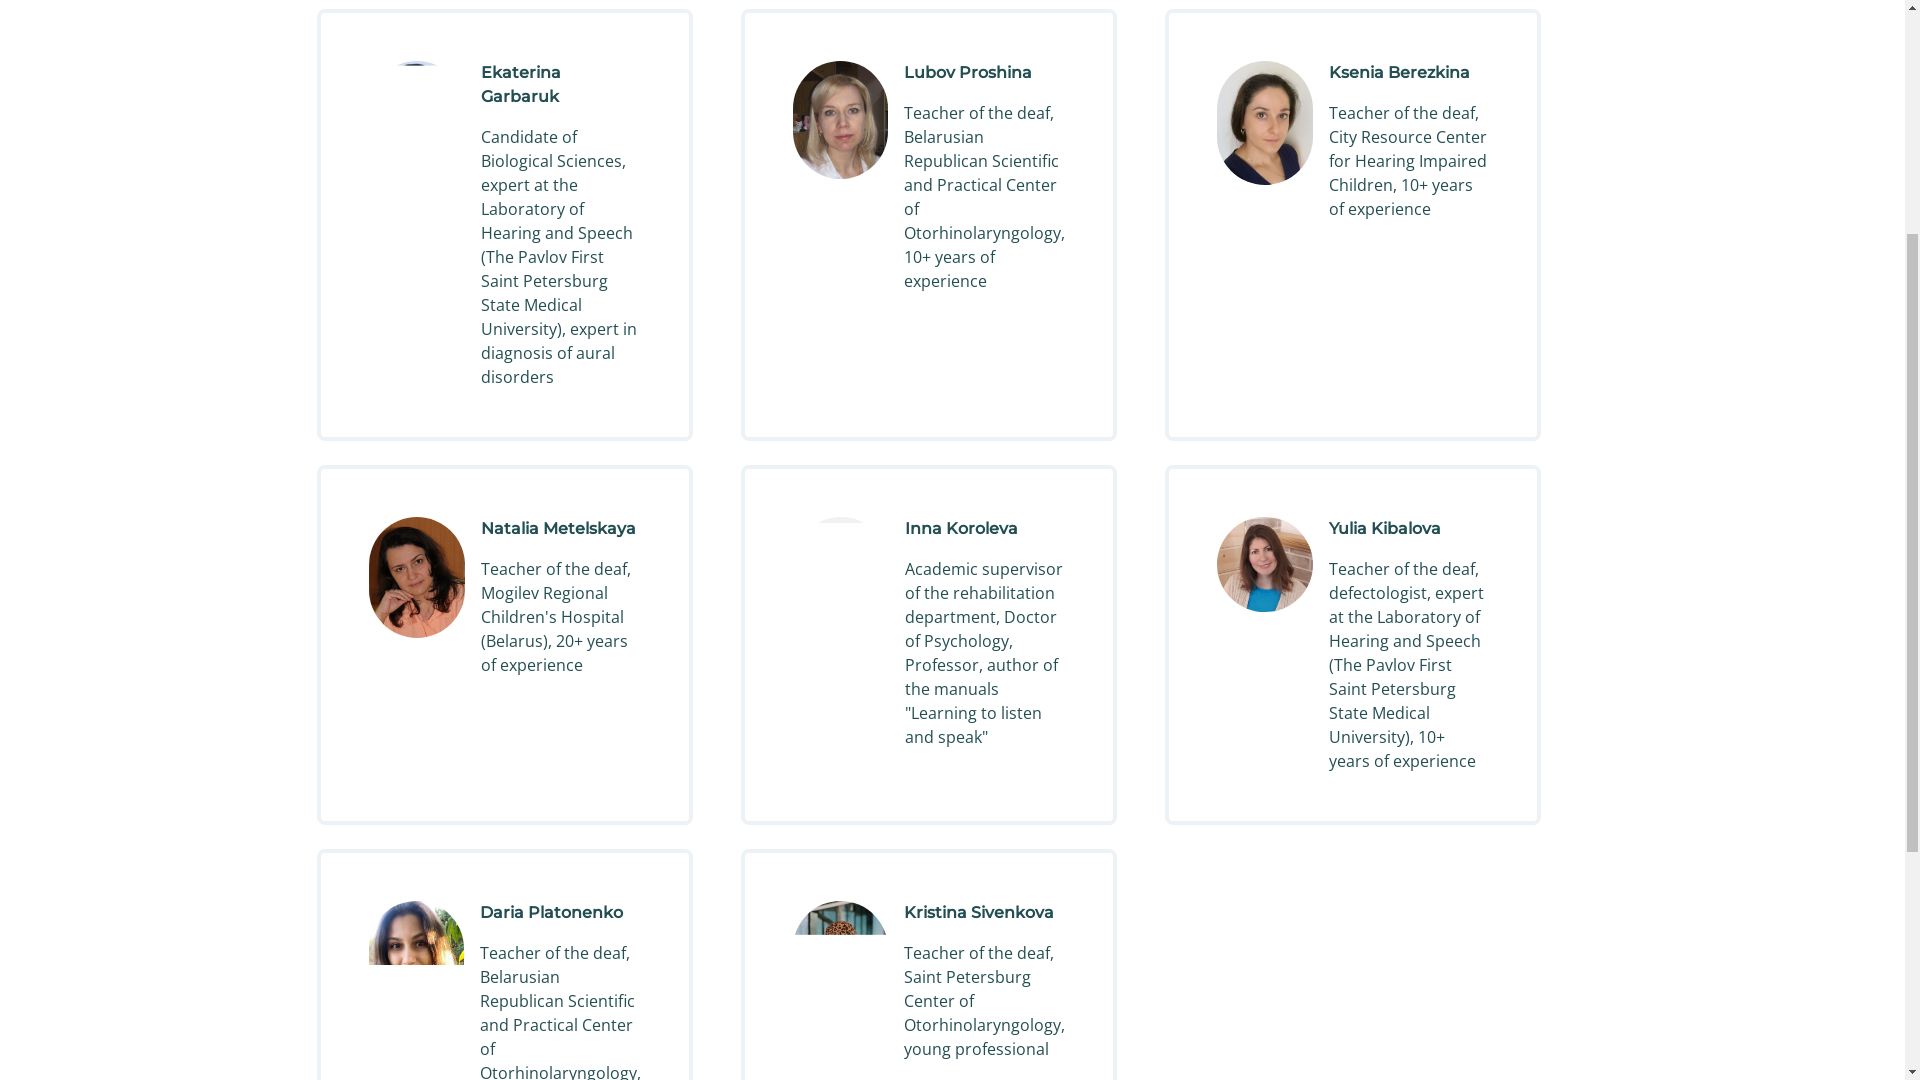 Ekaterina
Garbaruk
Candidate of
Biological Sciences,
expert at the
Laboratory of
Hearing and Speech
(The Pavlov First
Saint Petersburg
State Medical
University), expert in
diagnosis of aural
disorders
Lubov Proshina
Teacher of the deaf,
Belarusian
Republican Scientific
and Practical Center
of
Otorhinolaryngology,
10+ years of
experience
Ksenia Berezkina
Teacher of the deaf,
City Resource Center
for Hearing Impaired
Children, 10+ years
of experience
Natalia Metelskaya
Teacher of the deaf,
Mogilev Regional
Children's Hospital
(Belarus), 20+ years
of experience
Inna Koroleva
Academic supervisor
of the rehabilitation
department, Doctor
of Psychology,
Professor, author of
the manuals
"Learning to listen
and speak"
Yulia Kibalova
Teacher of the deaf,
defectologist, expert
at the Laboratory of
Hearing and Speech
(The Pavlov First
Saint Petersburg
State Medical
University), 10+
years of experience
Daria Platonenko
Teacher of the deaf,
Belarusian
Republican Scientific
and Practical Center
of
Otorhinolaryngology,
Kristina Sivenkova
Teacher of the deaf,
Saint Petersburg
Center of
Otorhinolaryngology,
young professional